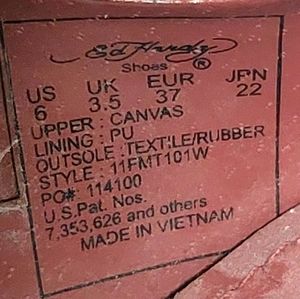 Ed Hardy
Shoes ®
US UK EUR JPN
6 3.5 37 22
UPPER : CANVAS
LINING : PU
OUTSOLE : TEXTILE/RUBBER
STYLE : 11FMT101W
PO#: 114100
U.S.Pat. Nos.
7,353,626 and others
MADE IN VIETNAM